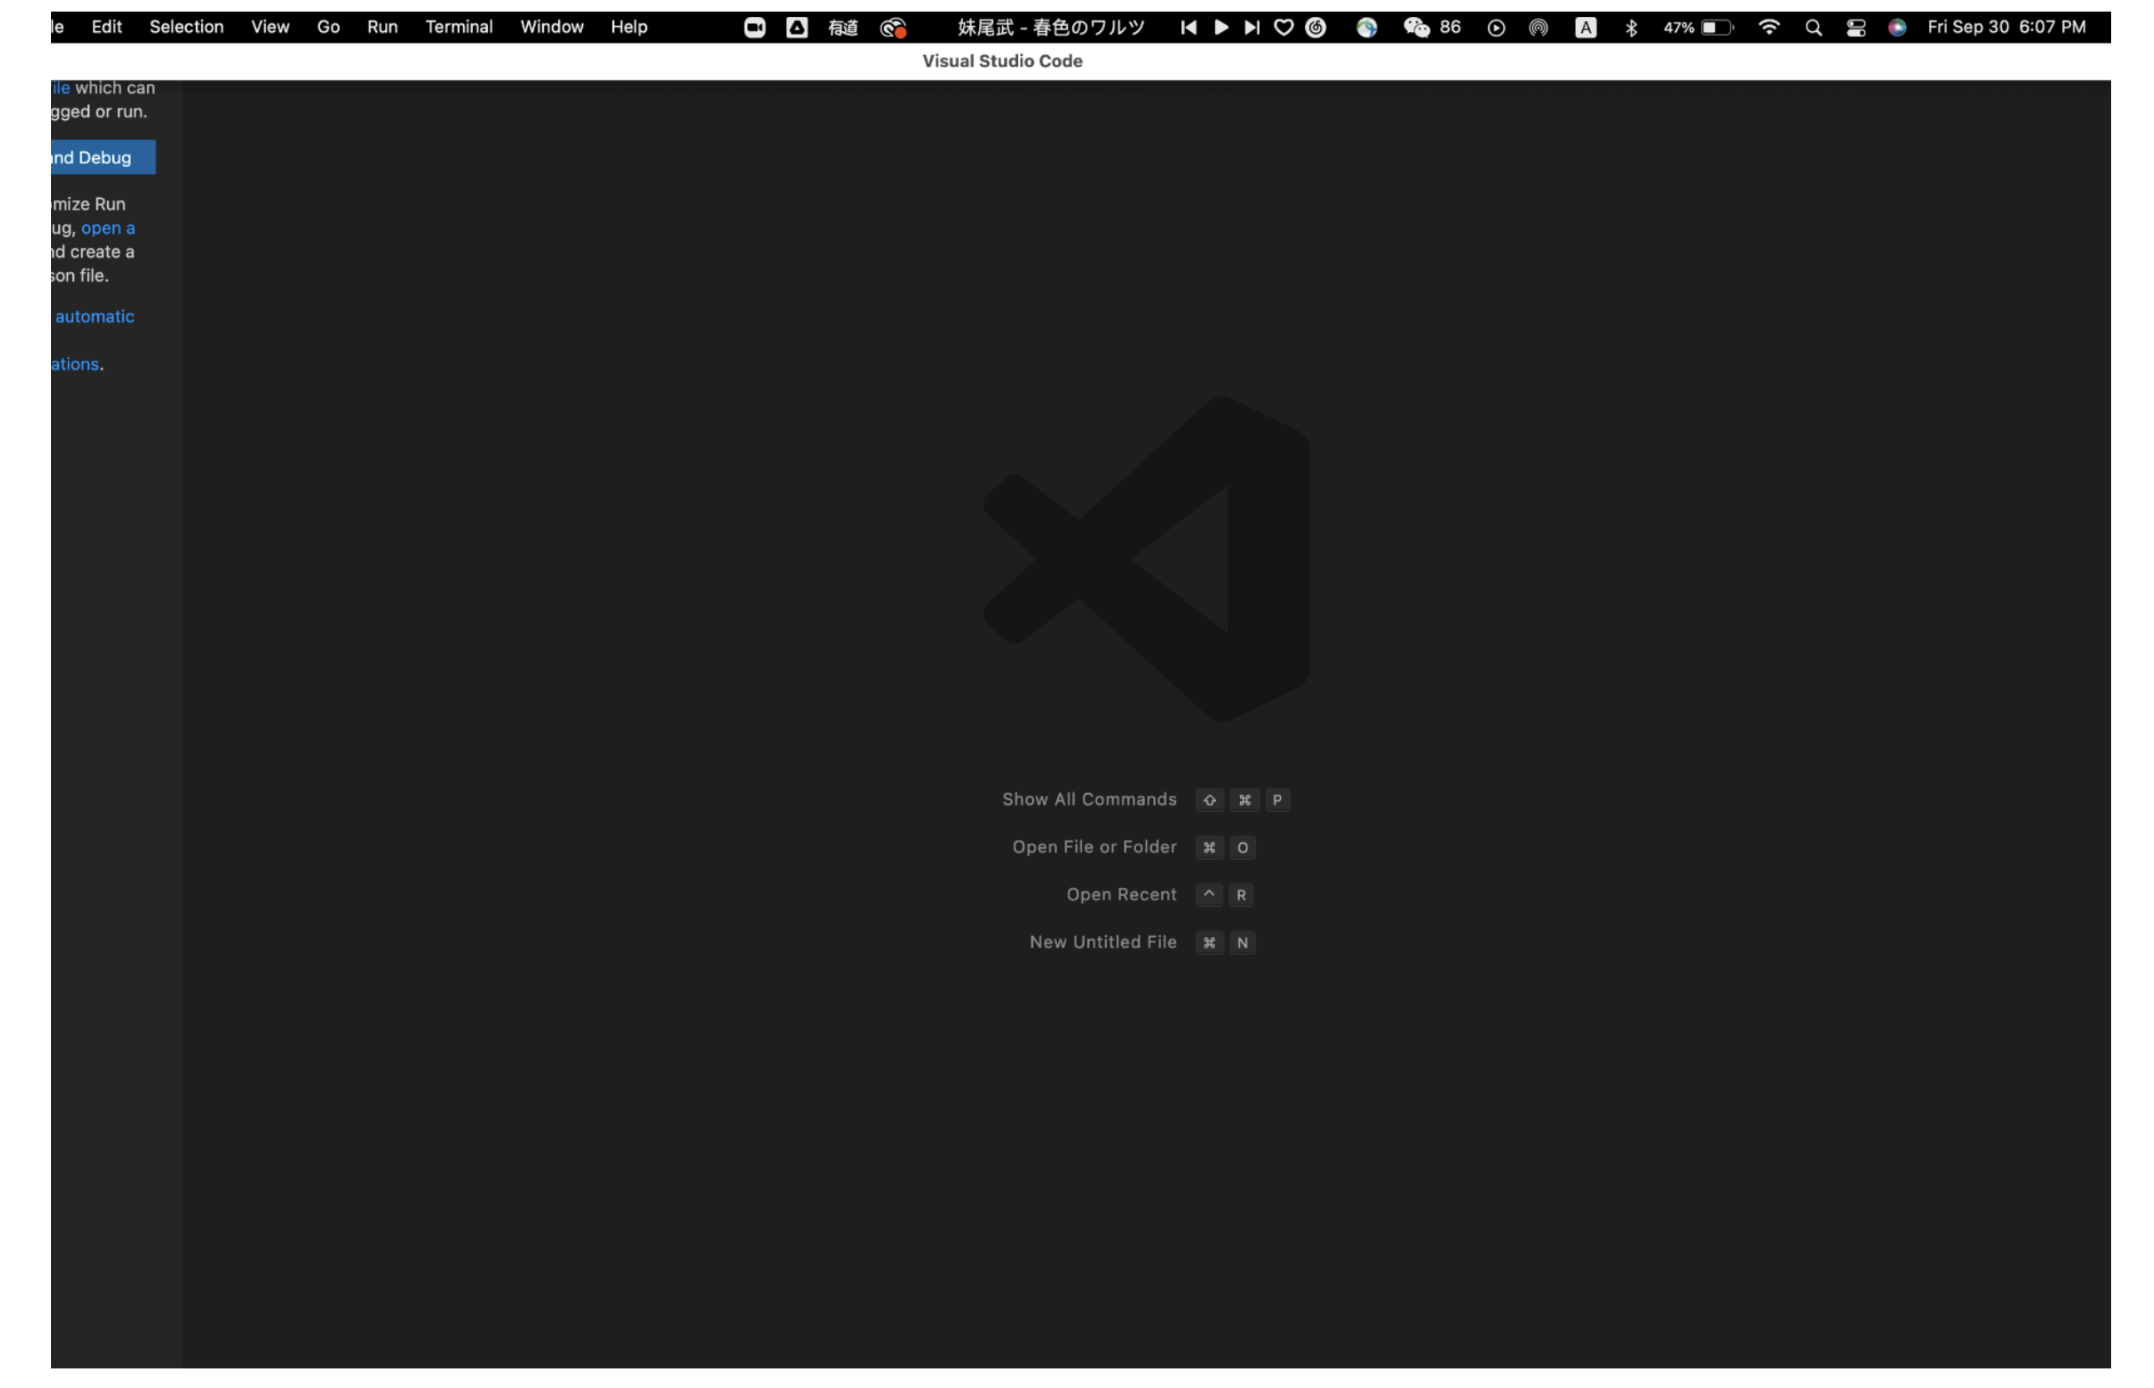 le Edit Selection View Go Run Terminal Window Help 有道 妹尾武 - 春色のワルツ 86 A 47% Fri Sep 30 6:07 PM
Visual Studio Code
ile which can
gged or run.
and Debug
mize Run
ug, open a
nd create a
son file.
automatic
ations.
Show All Commands ⇧ ⌘ P
Open File or Folder ⌘ O
Open Recent ^ R
New Untitled File ⌘ N